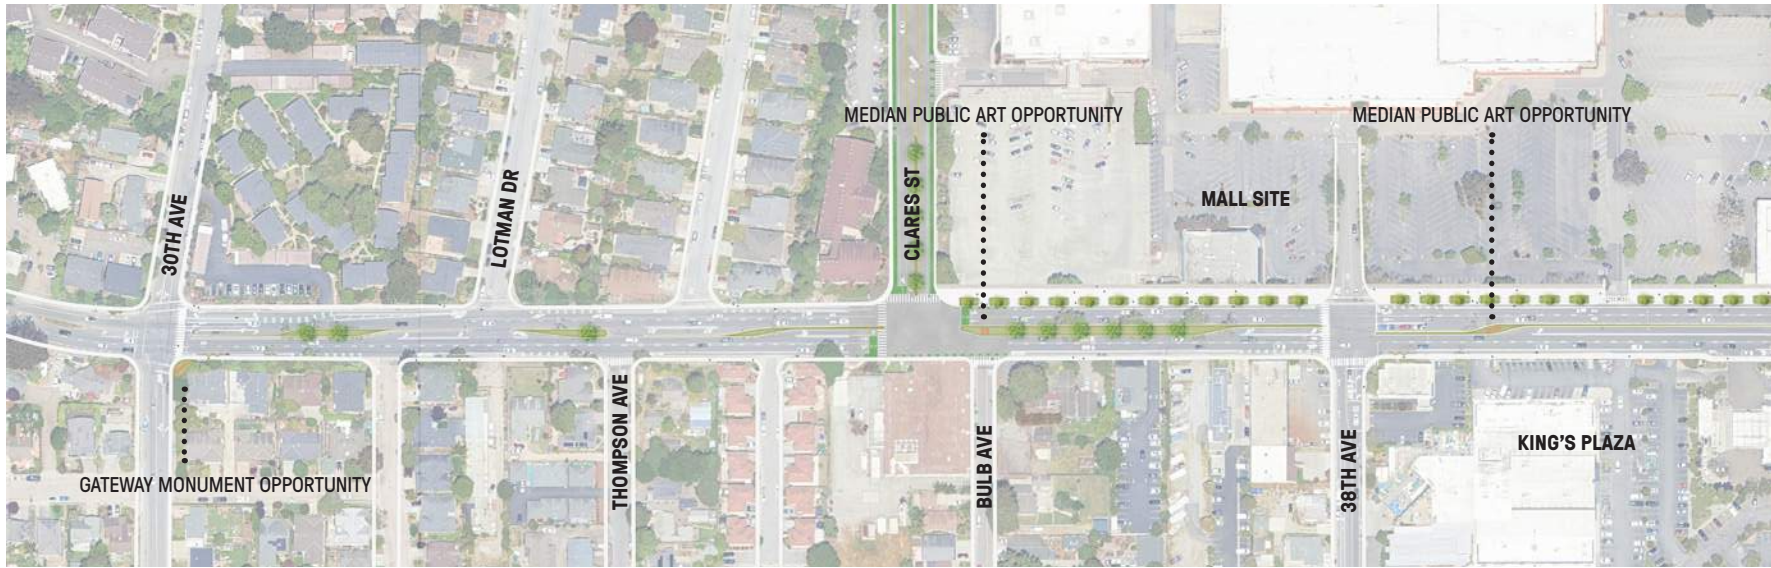 MEDIAN PUBLIC ART OPPORTUNITY
MEDIAN PUBLIC ART OPPORTUNITY
30TH AVE
LOTMAN DR
CLARES ST
MALL SITE
GATEWAY MONUMENT OPPORTUNITY
THOMPSON AVE
BULB AVE
38TH AVE
KING'S PLAZA